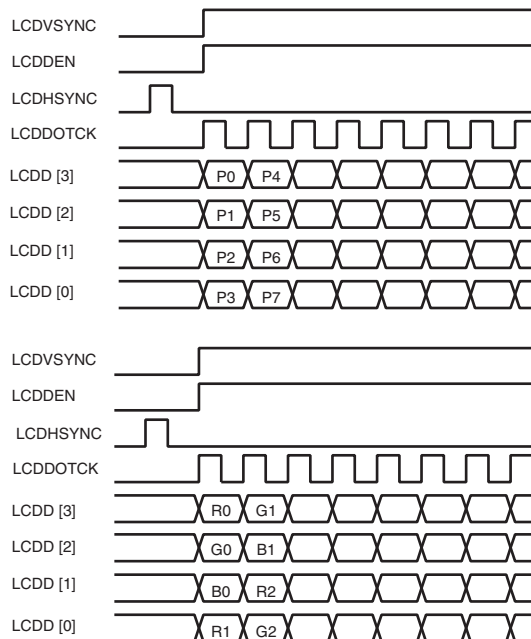 LCDVSYNC
LCDDEN
LCDHSYNC
LCDDOTCK
LCDD [3] P0 P4
LCDD [2] P1 P5
LCDD [1] P2 P6
LCDD [0] P3 P7
LCDVSYNC
LCDDEN
LCDHSYNC
LCDDOTCK
LCDD [3] R0 G1
LCDD [2] G0 B1
LCDD [1] B0 R2
LCDD [0] R1 G2